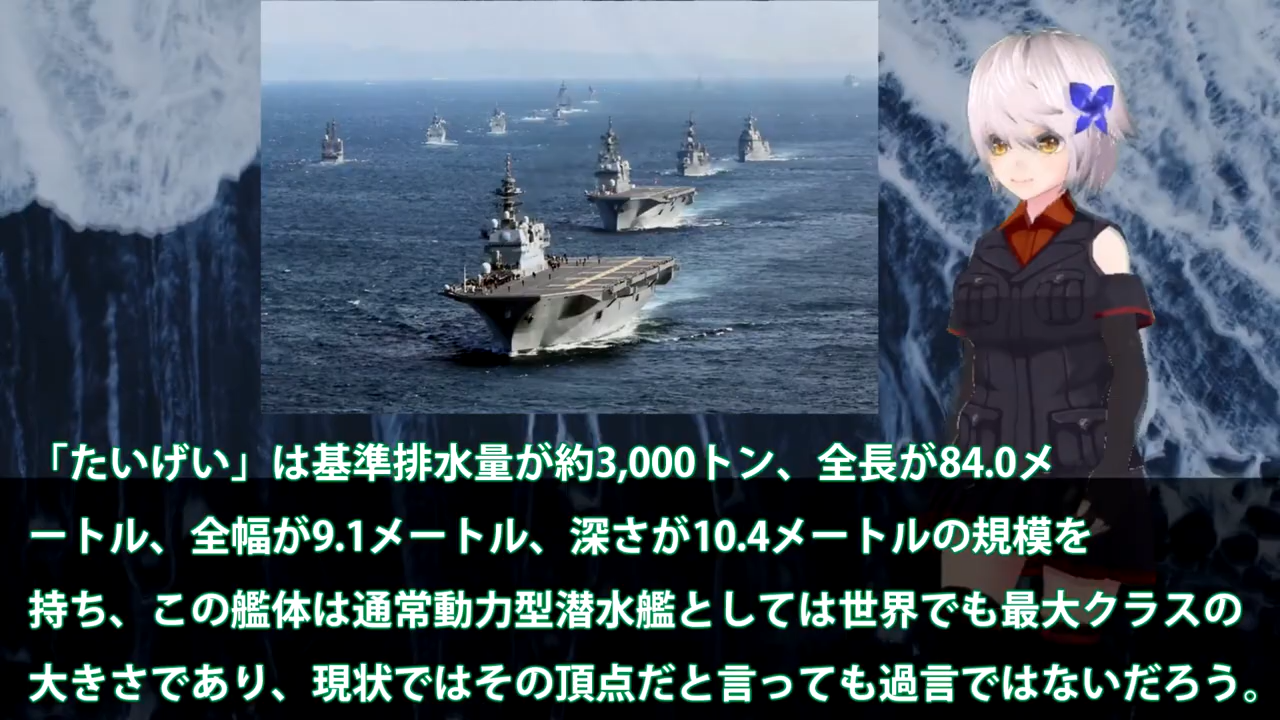 「たいげい」は基準排水量が約3,000トン、全長が84.0メ
ートル、全幅が9.1メートル、深さが10.4メートルの規模を
持ち、この艦体は通常動力型潜水艦としては世界でも最大クラスの
大きさであり、現状ではその頂点だと言っても過言ではないだろう。